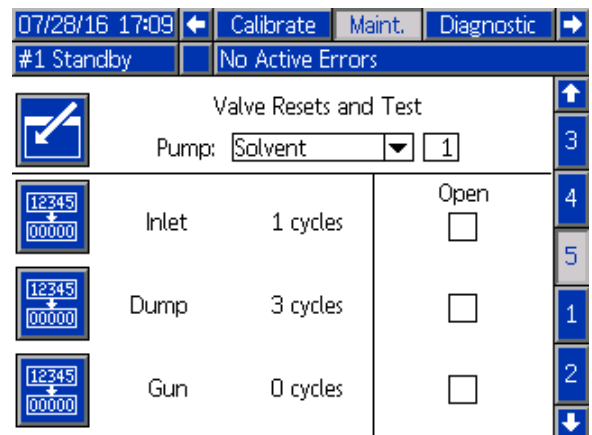 07/28/16 17:09 Calibrate Maint. Diagnostic
#1 Standby No Active Errors
Valve Resets and Test
Pump: Solvent 1
3
Open
12345
00000
Inlet 1 cycles
4
5
12345
00000
Dump 3 cycles
1
12345
00000
Gun 0 cycles
2